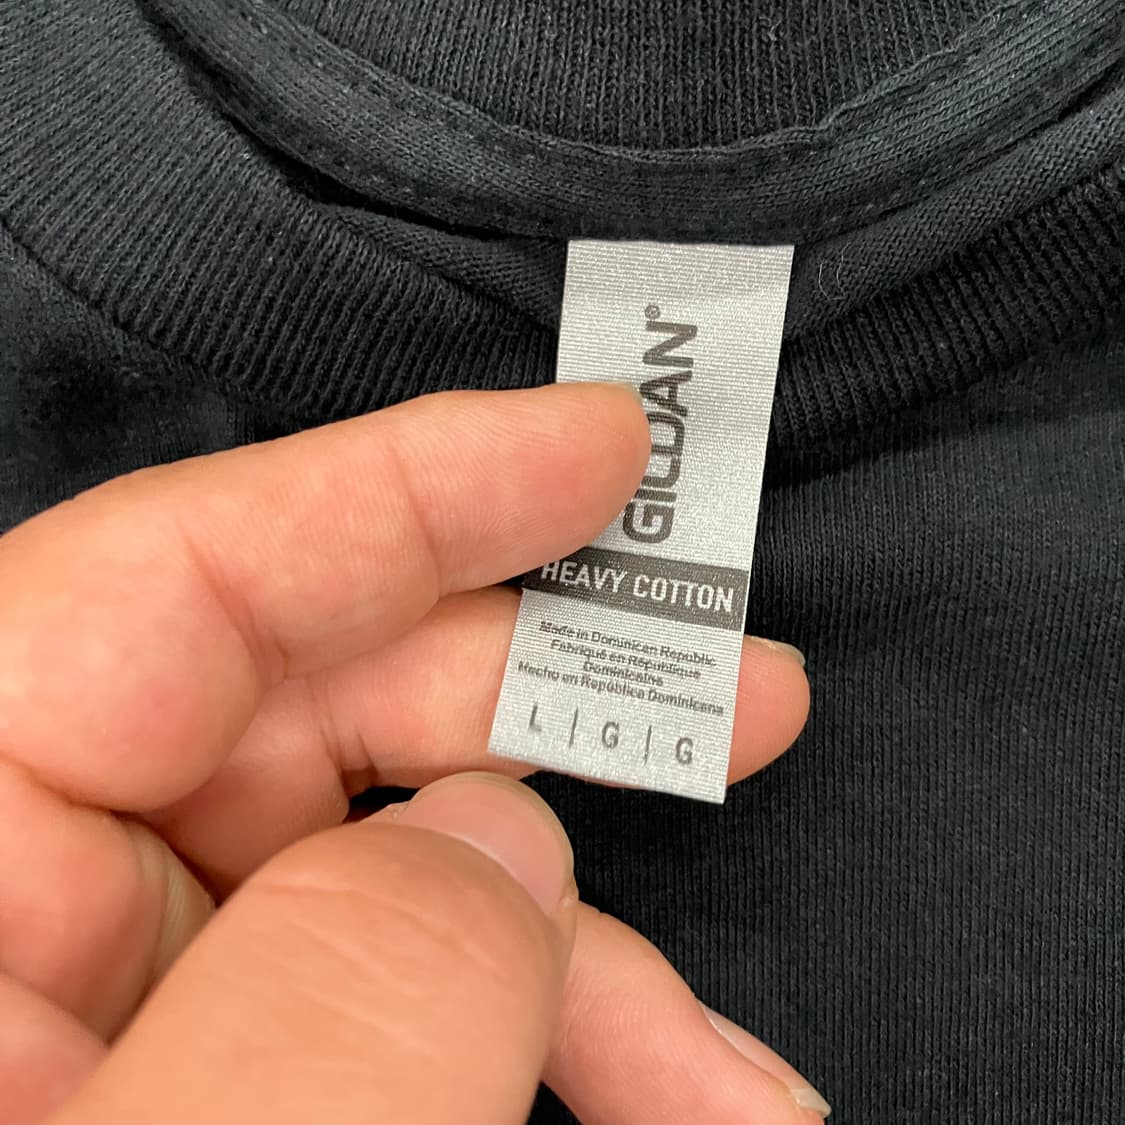 GILDAN®
HEAVY COTTON
Made in Dominican Republic
Fabriqué en République
Dominicaine
Hecho en República Dominicana
L | G | G